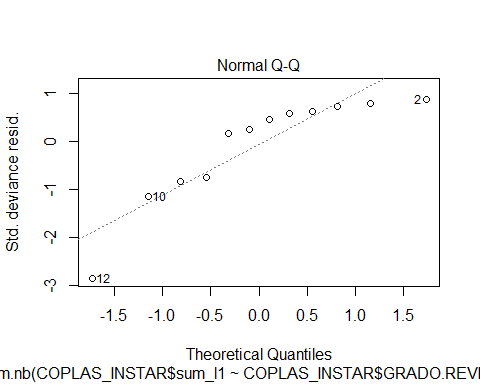 Normal Q-Q
Std. deviance resid.
1
0
-1
-2
-3
2
10
12
-1.5 -1.0 -0.5 0.0 0.5 1.0 1.5
Theoretical Quantiles
m.nb(COPLAS_INSTAR$sum_l1 ~ COPLAS_INSTAR$GRADO.REVI